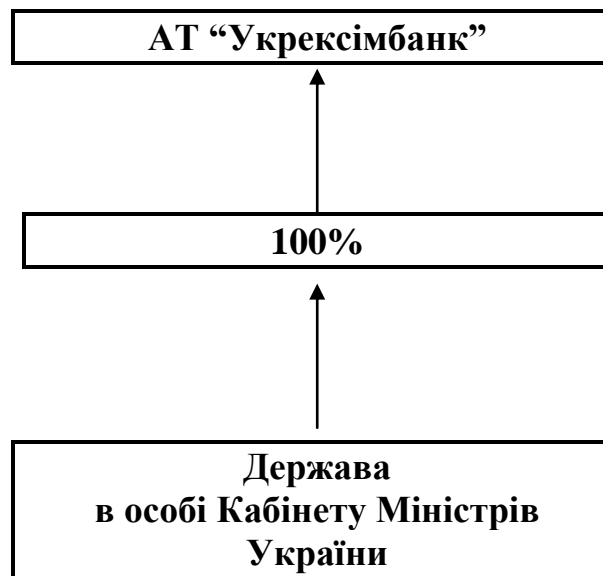 АТ “Укрексімбанк”
100%
Держава
в особі Кабінету Міністрів
України